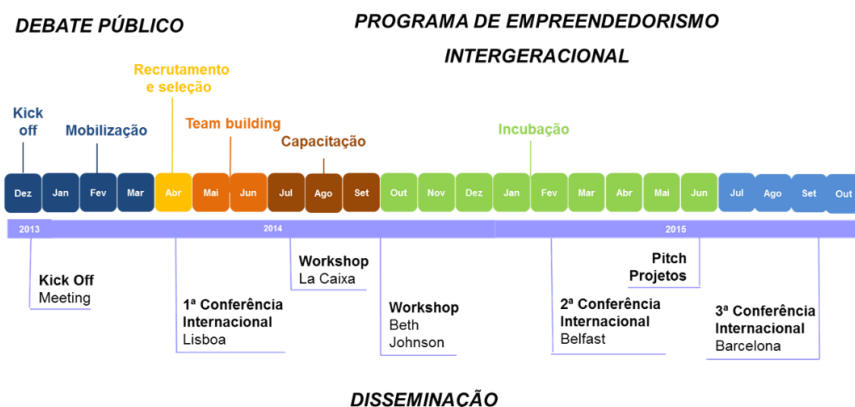 DEBATE PÚBLICO
PROGRAMA DE EMPREENDEDORISMO
INTERGERACIONAL
Recrutamento
e seleção
Kick
off
Mobilização
Team building
Capacitação
Incubação
Dez Jan Fev Mar Abr Mai Jun Jul Ago Set Out Nov Dez Jan Fev Mar Abr Mai Jun Jul Ago Set Out
2013 2014 2015
Kick Off
Meeting
1ª Conferência
Internacional
Lisboa
Workshop
La Caixa
Workshop
Beth
Johnson
2ª Conferência
Internacional
Belfast
Pitch
Projetos
3ª Conferência
Internacional
Barcelona
DISSEMINAÇÃO